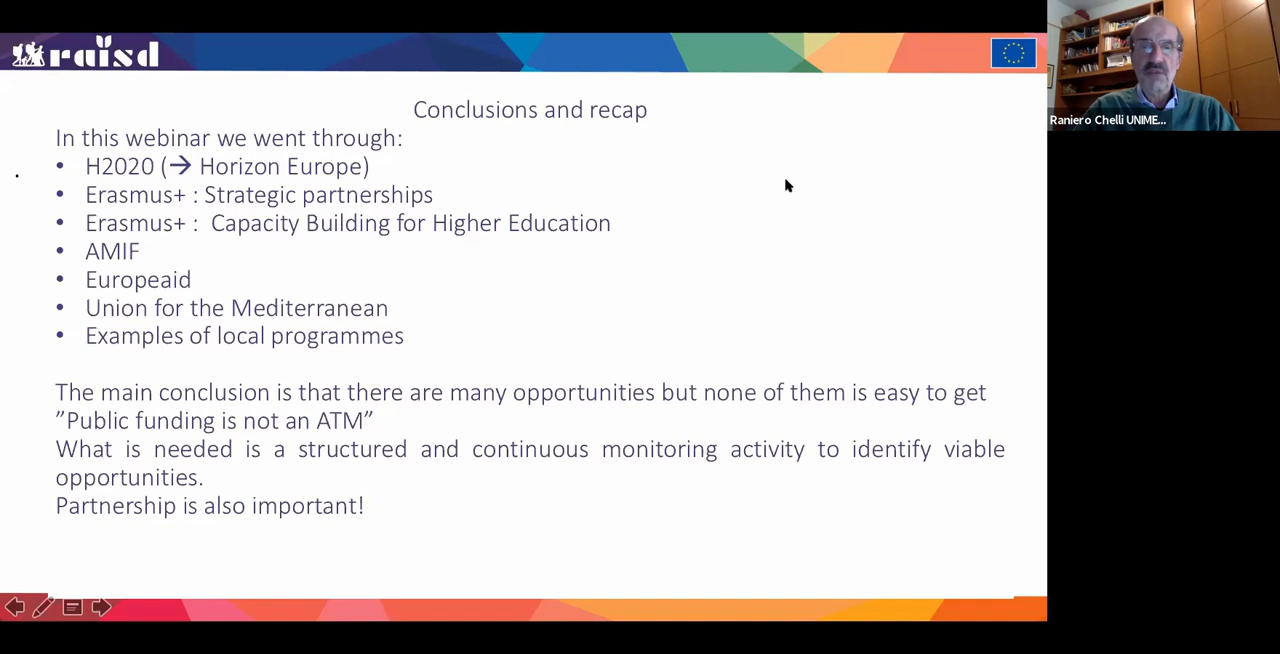 raisd
Conclusions and recap
In this webinar we went through:
• H2020 (→ Horizon Europe)
• Erasmus+ : Strategic partnerships
• Erasmus+ :  Capacity Building for Higher Education
• AMIF
• Europeaid
• Union for the Mediterranean
• Examples of local programmes
The main conclusion is that there are many opportunities but none of them is easy to get
”Public funding is not an ATM”
What is needed is a structured and continuous monitoring activity to identify viable
opportunities.
Partnership is also important!
Raniero Chelli UNIME...